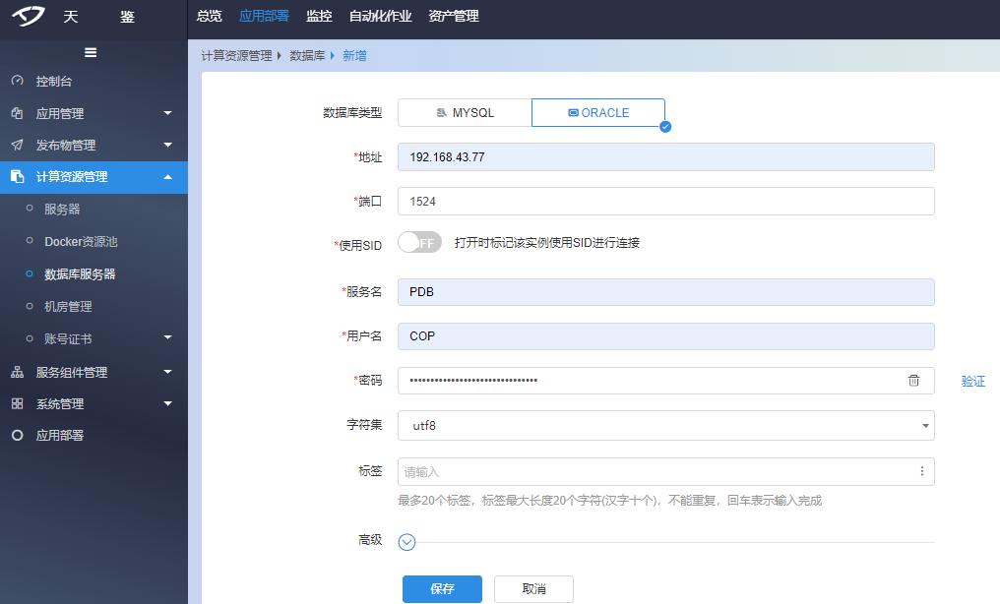 天 鉴
总览 应用部署 监控 自动化作业 资产管理
计算资源管理 数据库 新增
控制台
应用管理
发布物管理
计算资源管理
服务器
Docker资源池
数据库服务器
机房管理
账号证书
服务组件管理
系统管理
应用部署
数据库类型 MYSQL ORACLE
*地址 192.168.43.77
*端口 1524
*使用SID OFF 打开时标记该实例使用SID进行连接
*服务名 PDB
*用户名 COP
*密码 ······························· 验证
字符集 utf8
标签 请输入
最多20个标签，标签最大长度20个字符(汉字十个)，不能重复，回车表示输入完成
高级
保存 取消